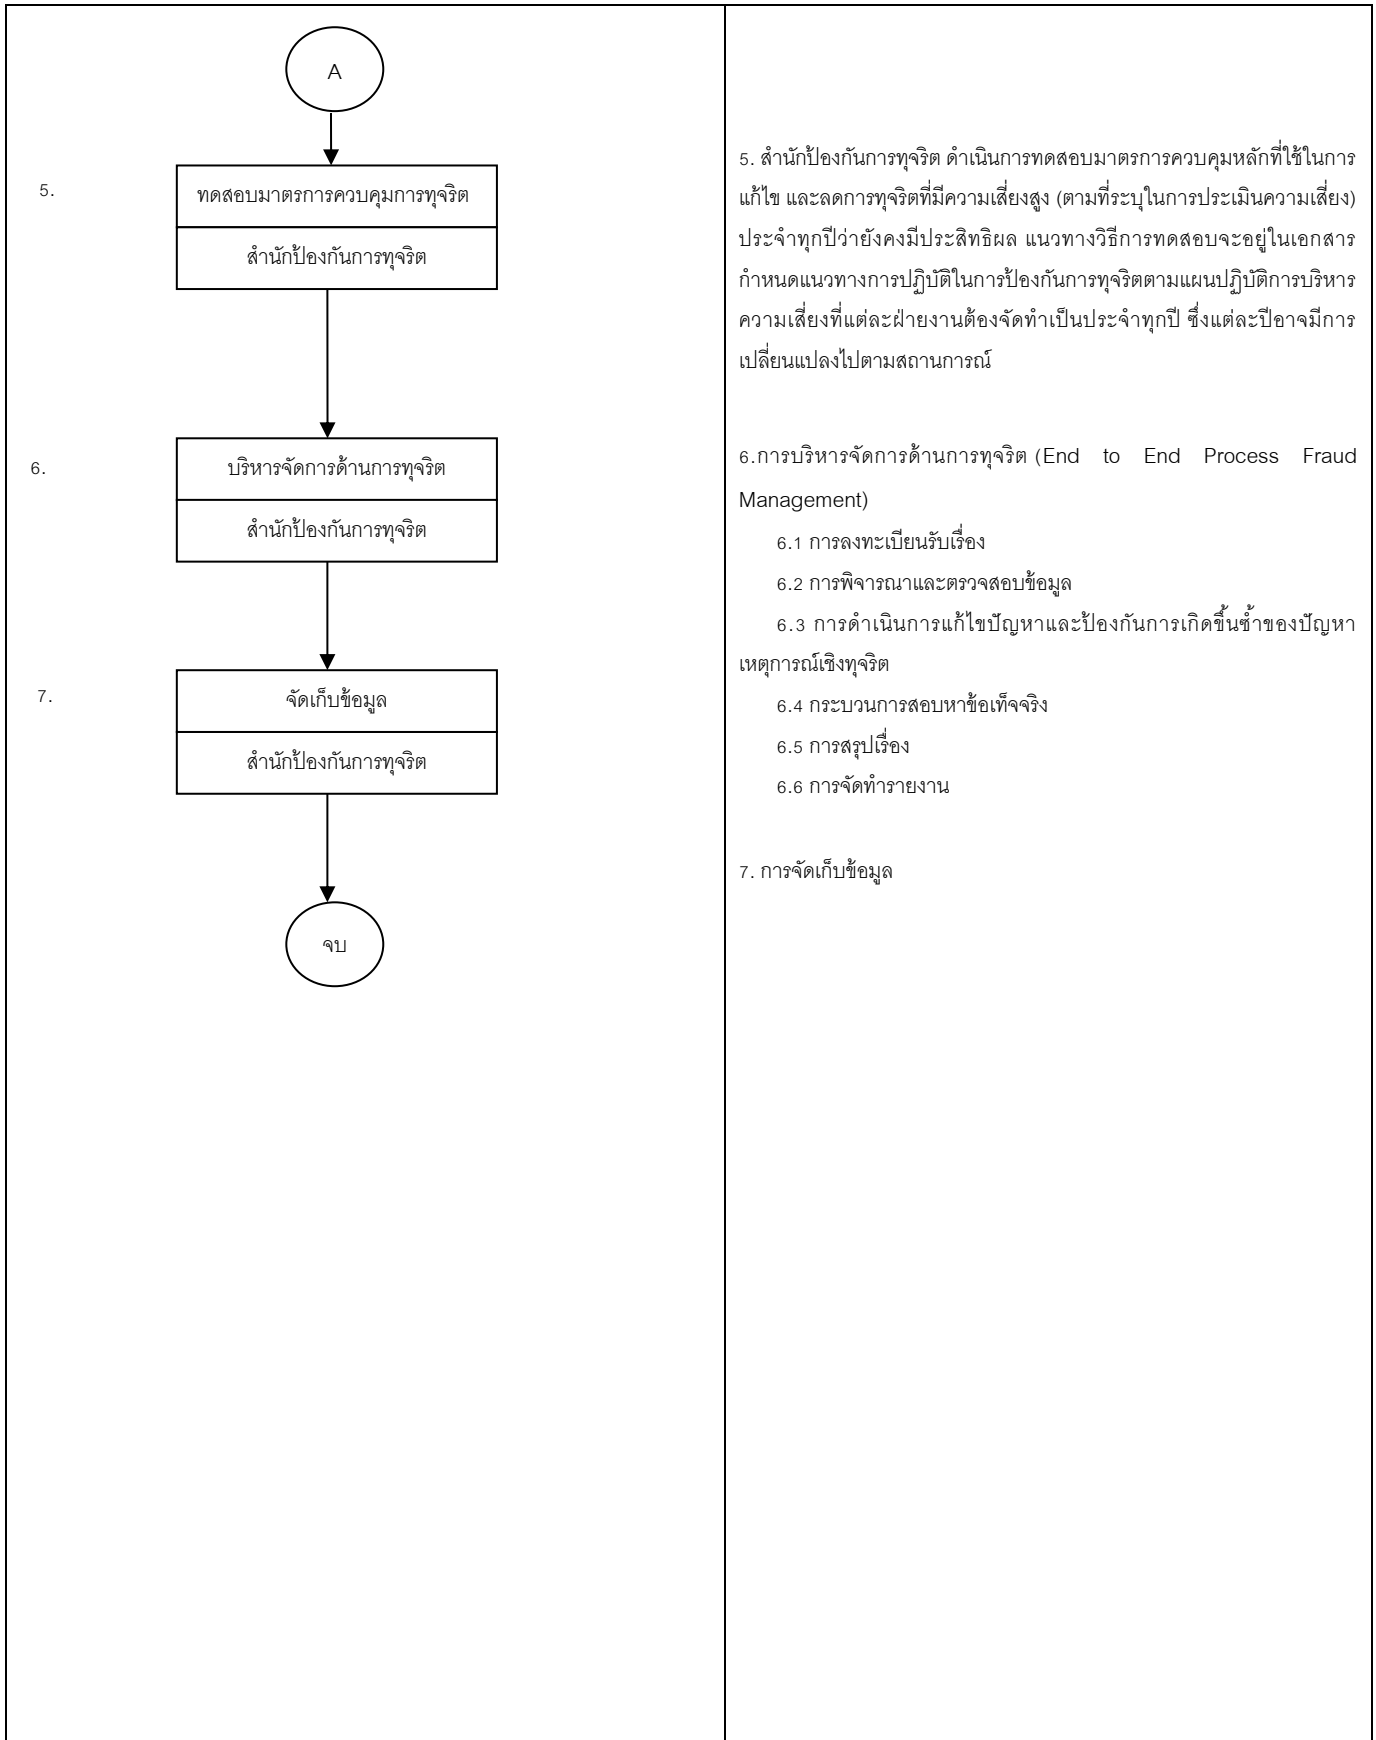 A
5.
ทดสอบมาตรการควบคุมการทุจริต
สำนักป้องกันการทุจริต
6.
บริหารจัดการด้านการทุจริต
สำนักป้องกันการทุจริต
7.
จัดเก็บข้อมูล
สำนักป้องกันการทุจริต
จบ
5. สำนักป้องกันการทุจริต ดำเนินการทดสอบมาตรการควบคุมหลักที่ใช้ในการ
แก้ไข และลดการทุจริตที่มีความเสี่ยงสูง (ตามที่ระบุในการประเมินความเสี่ยง)
ประจำทุกปีว่ายังคงมีประสิทธิผล แนวทางวิธีการทดสอบจะอยู่ในเอกสาร
กำหนดแนวทางการปฏิบัติในการป้องกันการทุจริตตามแผนปฏิบัติการบริหาร
ความเสี่ยงที่แต่ละฝ่ายงานต้องจัดทำเป็นประจำทุกปี ซึ่งแต่ละปีอาจมีการ
เปลี่ยนแปลงไปตามสถานการณ์
6.การบริหารจัดการด้านการทุจริต (End to End Process Fraud
Management)
6.1 การลงทะเบียนรับเรื่อง
6.2 การพิจารณาและตรวจสอบข้อมูล
6.3 การดำเนินการแก้ไขปัญหาและป้องกันการเกิดขึ้นซ้ำของปัญหา
เหตุการณ์เชิงทุจริต
6.4 กระบวนการสอบหาข้อเท็จจริง
6.5 การสรุปเรื่อง
6.6 การจัดทำรายงาน
7. การจัดเก็บข้อมูล